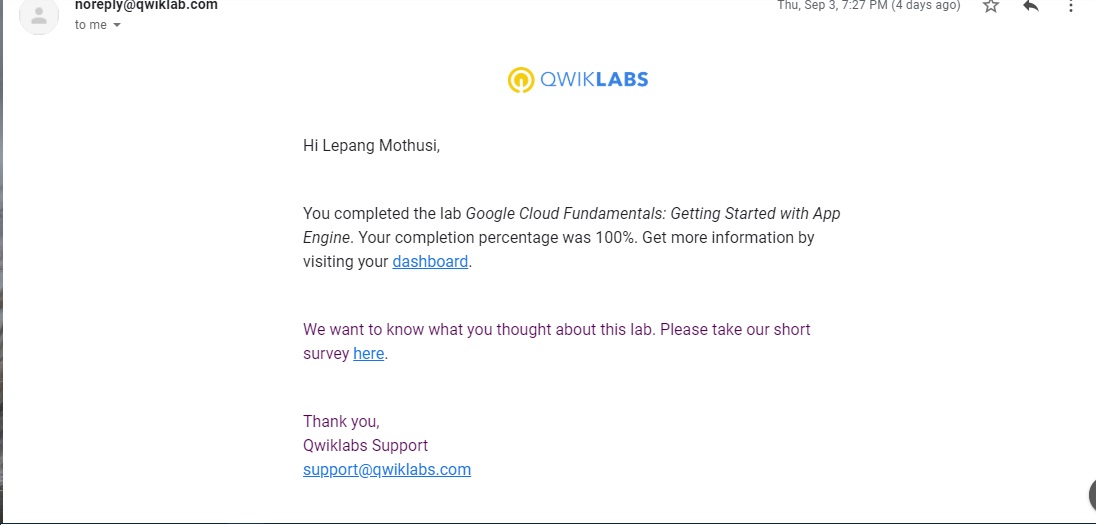 noreply@qwiklab.com
Thu, Sep 3, 7:27 PM (4 days ago)
to me
QWIKLABS
Hi Lepang Mothusi,
You completed the lab Google Cloud Fundamentals: Getting Started with App
Engine. Your completion percentage was 100%. Get more information by
visiting your dashboard.
We want to know what you thought about this lab. Please take our short
survey here.
Thank you,
Qwiklabs Support
support@qwiklabs.com